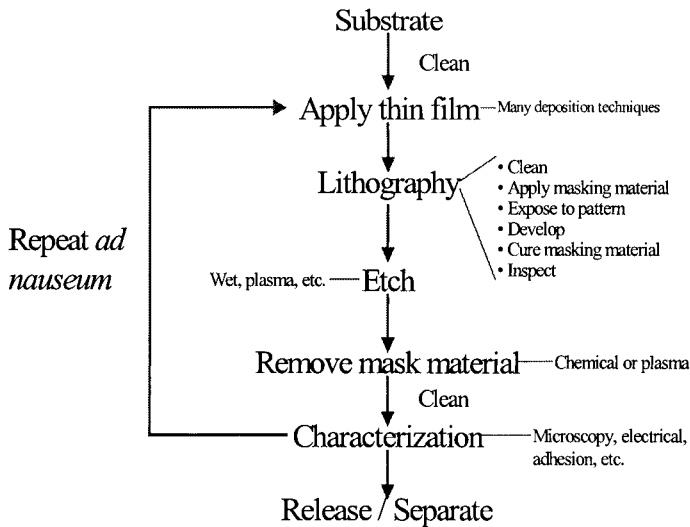 Substrate
Clean
Apply thin film
Many deposition techniques
Lithography
• Clean
• Apply masking material
• Expose to pattern
• Develop
• Cure masking material
• Inspect
Repeat ad
nauseum
Wet, plasma, etc.
Etch
Remove mask material
Chemical or plasma
Clean
Characterization
Microscopy, electrical,
adhesion, etc.
Release / Separate